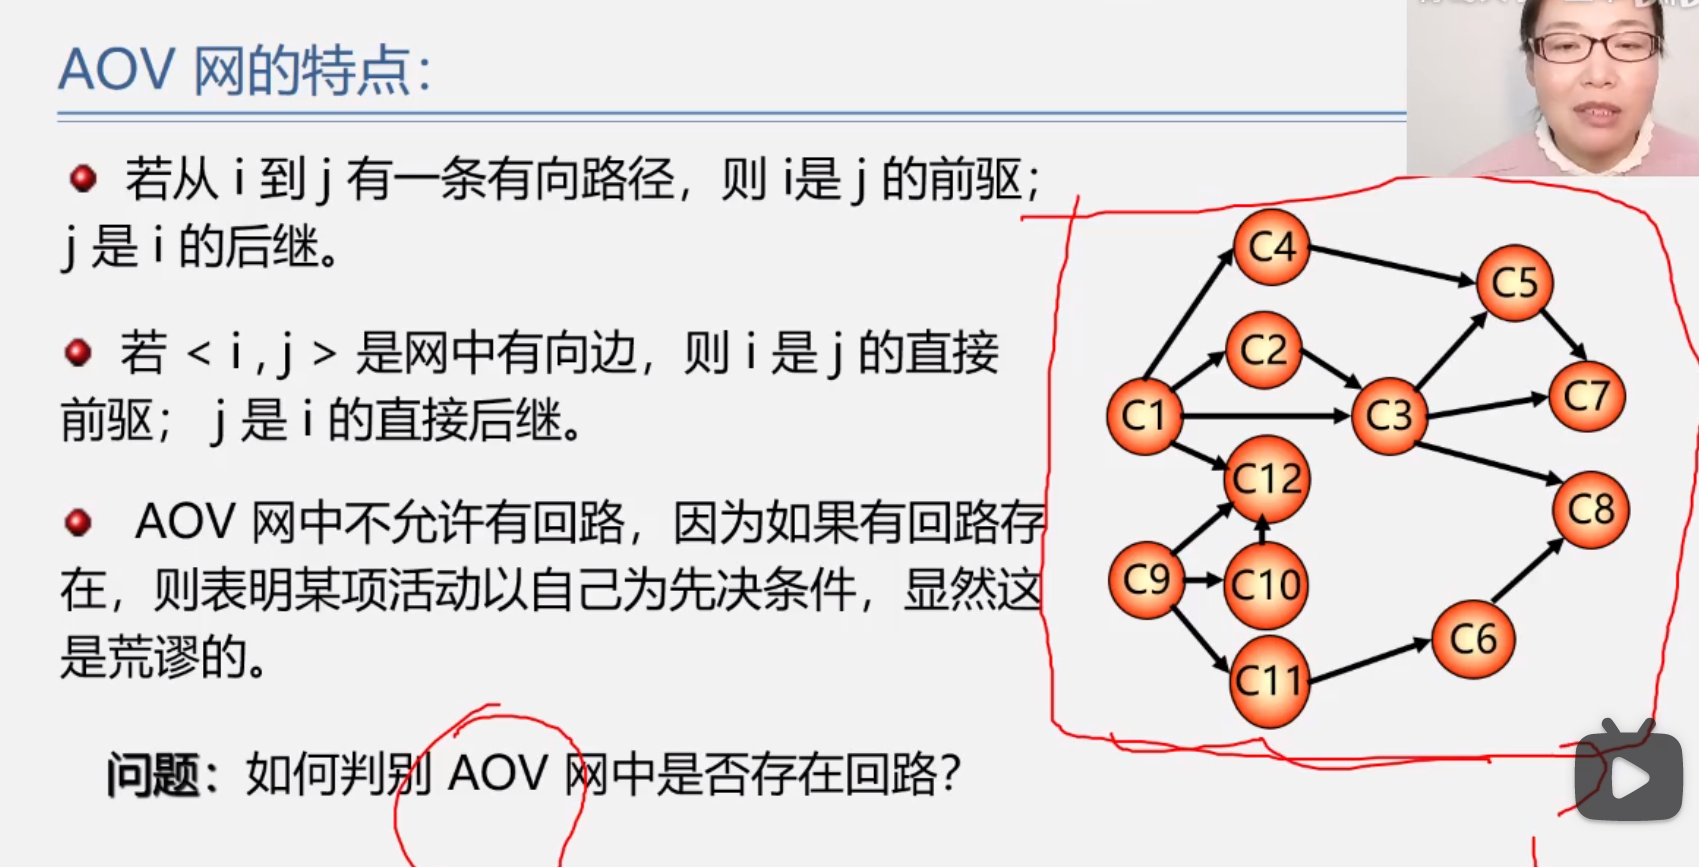 AOV 网的特点：
若从 i 到 j 有一条有向路径，则 i是 j 的前驱；
j 是 i 的后继。
若 < i , j > 是网中有向边，则 i 是 j 的直接
前驱； j 是 i 的直接后继。
AOV 网中不允许有回路，因为如果有回路存
在，则表明某项活动以自己为先决条件，显然这
是荒谬的。
问题：如何判别 AOV 网中是否存在回路？
C4
C5
C2
C7
C1
C3
C12
C8
C9
C10
C6
C11